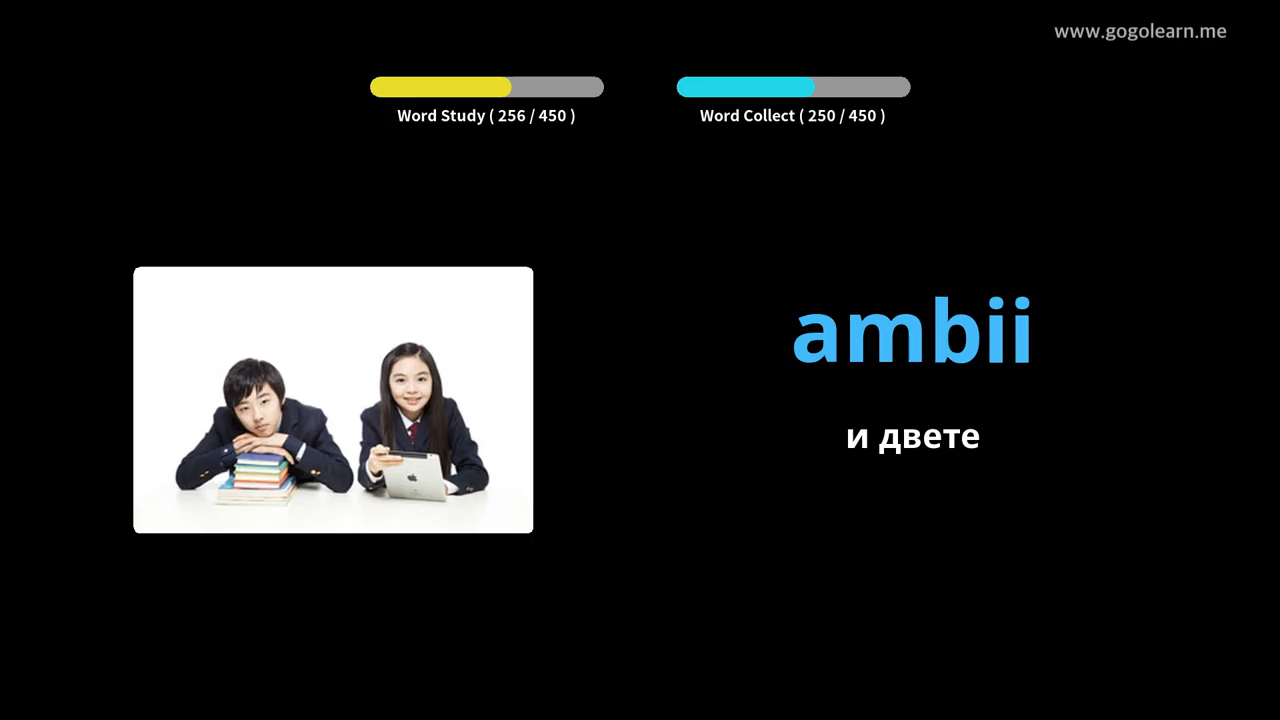 www.gogolearn.me
Word Study ( 256 / 450 )
Word Collect ( 250 / 450 )
ambii
и двете